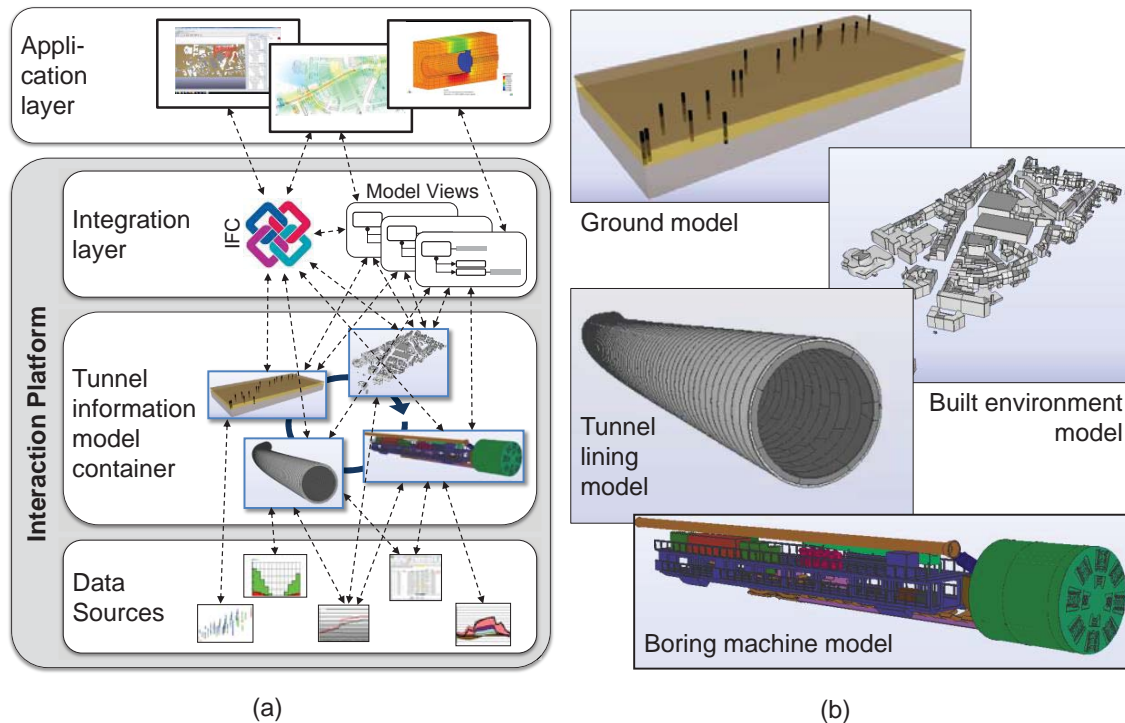 Appli-
cation
layer
Interaction Platform
Integration
layer
IFC
Model Views
Tunnel
information
model
container
Data
Sources
(a)
Ground model
Built environment
model
Tunnel
lining
model
Boring machine model
(b)